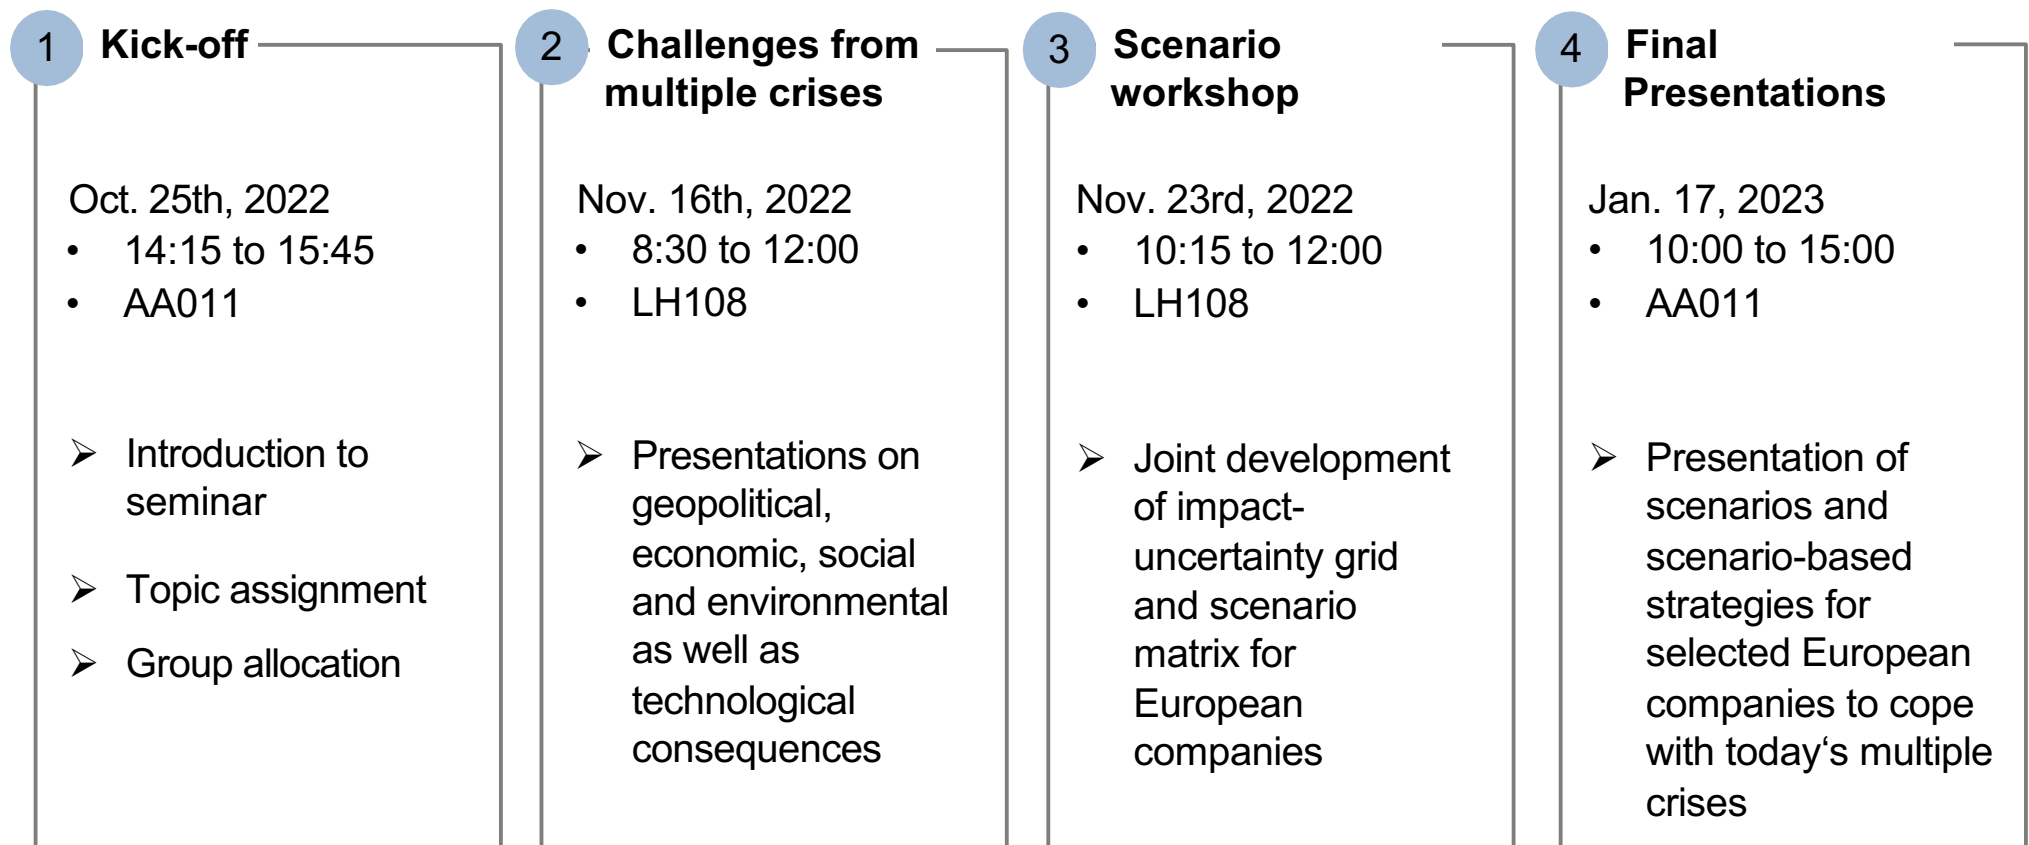 1 Kick-off
Oct. 25th, 2022
• 14:15 to 15:45
• AA011
➢ Introduction to
seminar
➢ Topic assignment
➢ Group allocation
2 Challenges from
multiple crises
Nov. 16th, 2022
• 8:30 to 12:00
• LH108
➢ Presentations on
geopolitical,
economic, social
and environmental
as well as
technological
consequences
3 Scenario
workshop
Nov. 23rd, 2022
• 10:15 to 12:00
• LH108
➢ Joint development
of impact-
uncertainty grid
and scenario
matrix for
European
companies
4 Final
Presentations
Jan. 17, 2023
• 10:00 to 15:00
• AA011
➢ Presentation of
scenarios and
scenario-based
strategies for
selected European
companies to cope
with today‘s multiple
crises